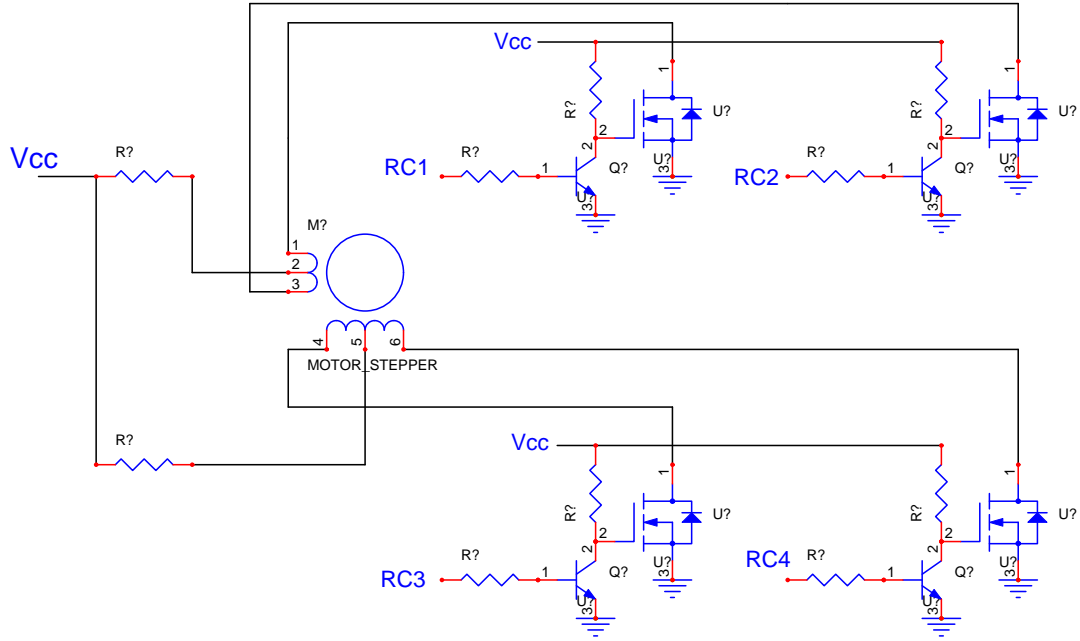 Vcc
1
1
R?
U?
R?
U?
2
2
Vcc
R?
RC1
R?
1
2
Q?
U?
3
U?
3
RC2
R?
1
2
Q?
U?
3
U?
3
M?
1
2
3
4
5
6
MOTOR_STEPPER
R?
Vcc
1
1
R?
U?
R?
U?
2
2
RC3
R?
1
2
Q?
U?
3
U?
3
RC4
R?
1
2
Q?
U?
3
U?
3